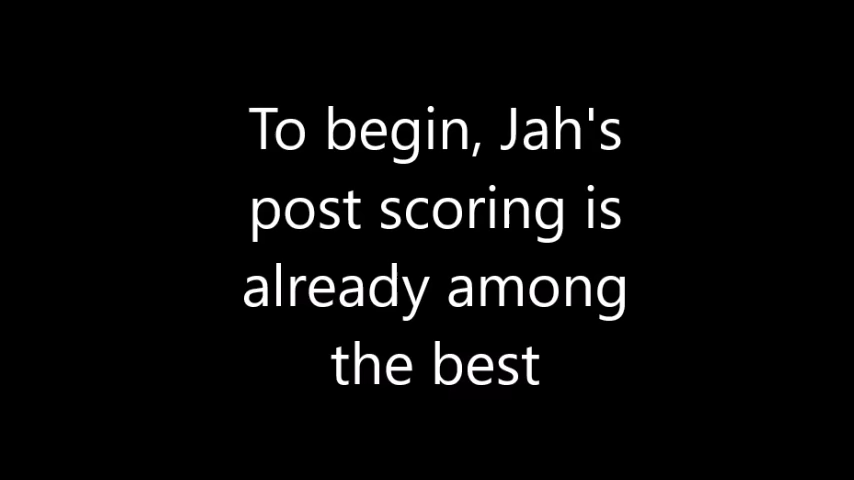 To begin, Jah's
post scoring is
already among
the best